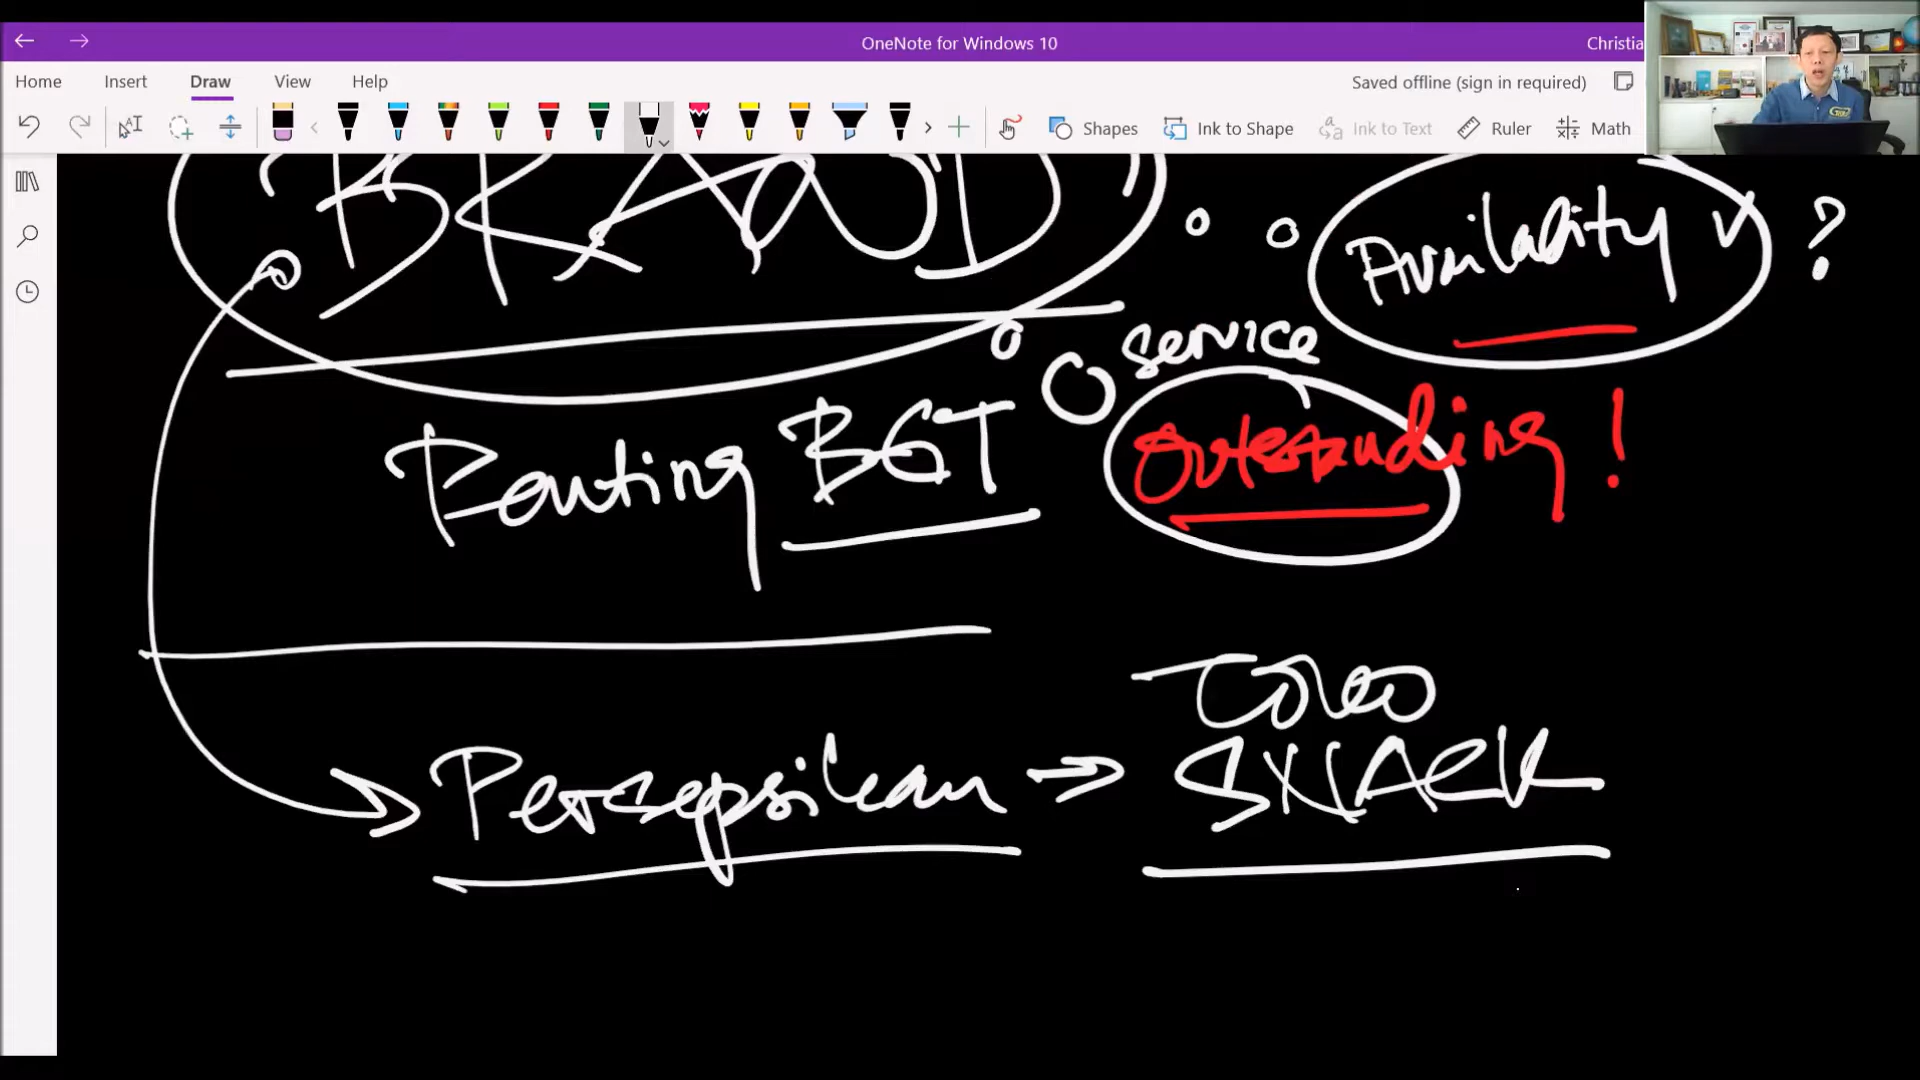 OneNote for Windows 10
Christia
Home Insert Draw View Help
Saved offline (sign in required)
Shapes Ink to Shape Ink to Text Ruler Math
BRAND
Availability ?
service
Penting BGT Outstanding !
Toko
Persepsikan → SNACK